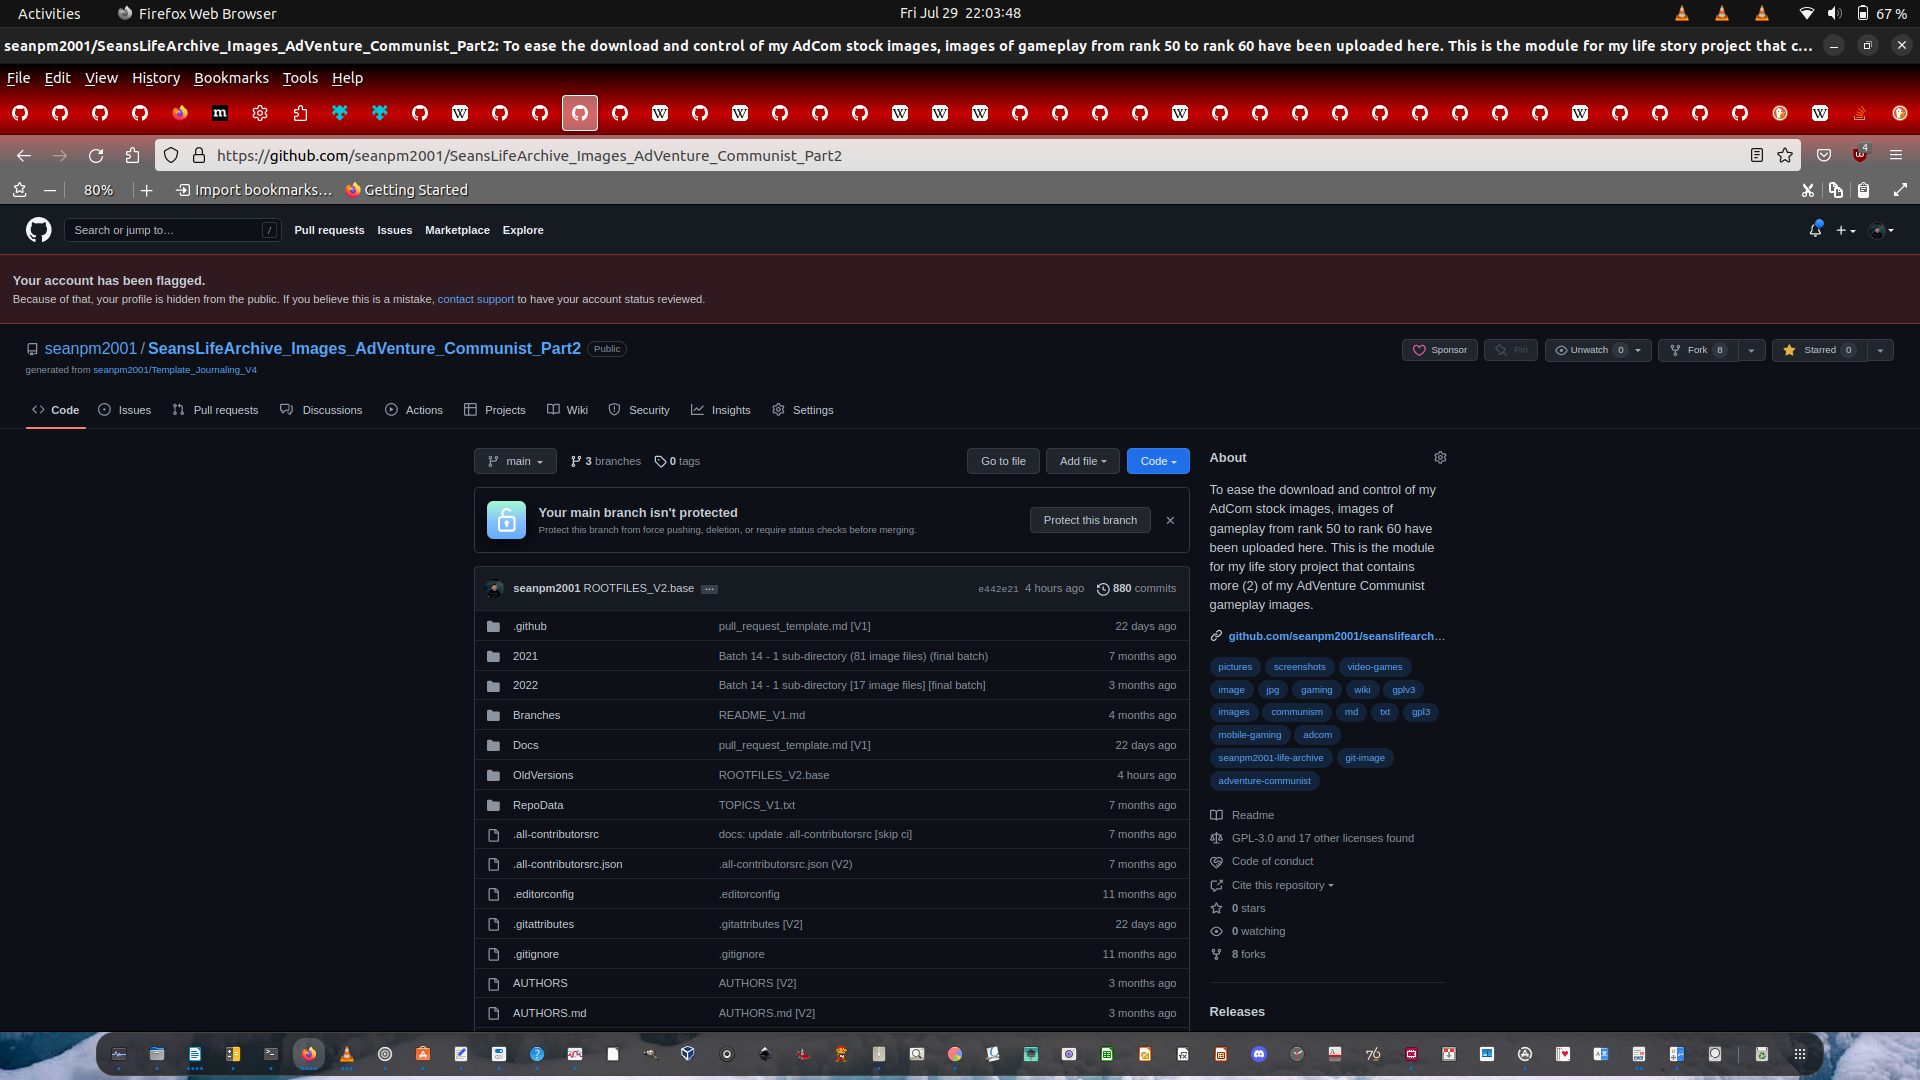 Activities
Firefox Web Browser
Fri Jul 29 22:03:48
67 %
seanpm2001/SeansLifeArchive_Images_AdVenture_Communist_Part2: To ease the download and control of my AdCom stock images, images of gameplay from rank 50 to rank 60 have been uploaded here. This is the module for my life story project that c...
File Edit View History Bookmarks Tools Help
https://github.com/seanpm2001/SeansLifeArchive_Images_AdVenture_Communist_Part2
4
80%
Import bookmarks...
Getting Started
Search or jump to...
/
Pull requests Issues Marketplace Explore
Your account has been flagged.
Because of that, your profile is hidden from the public. If you believe this is a mistake, contact support to have your account status reviewed.
seanpm2001 / SeansLifeArchive_Images_AdVenture_Communist_Part2 Public
Sponsor
Pin
Unwatch 0
Fork 8
Starred 0
generated from seanpm2001/Template_Journaling_V4
Code Issues Pull requests Discussions Actions Projects Wiki Security Insights Settings
main
3 branches
0 tags
Go to file
Add file
Code
Your main branch isn't protected
Protect this branch from force pushing, deletion, or require status checks before merging.
Protect this branch
seanpm2001 ROOTFILES_V2.base ... e442e21 4 hours ago 880 commits
.github pull_request_template.md [V1] 22 days ago
2021 Batch 14 - 1 sub-directory (81 image files) (final batch) 7 months ago
2022 Batch 14 - 1 sub-directory [17 image files] [final batch] 3 months ago
Branches README_V1.md 4 months ago
Docs pull_request_template.md [V1] 22 days ago
OldVersions ROOTFILES_V2.base 4 hours ago
RepoData TOPICS_V1.txt 7 months ago
.all-contributorsrc docs: update .all-contributorsrc [skip ci] 7 months ago
.all-contributorsrc.json .all-contributorsrc.json (V2) 7 months ago
.editorconfig .editorconfig 11 months ago
.gitattributes .gitattributes [V2] 22 days ago
.gitignore .gitignore 11 months ago
AUTHORS AUTHORS [V2] 3 months ago
AUTHORS.md AUTHORS.md [V2] 3 months ago
About
To ease the download and control of my
AdCom stock images, images of
gameplay from rank 50 to rank 60 have
been uploaded here. This is the module
for my life story project that contains
more (2) of my AdVenture Communist
gameplay images.
github.com/seanpm2001/seanslifearch...
pictures screenshots video-games
image jpg gaming wiki gplv3
images communism md txt gpl3
mobile-gaming adcom
seanpm2001-life-archive git-image
adventure-communist
Readme
GPL-3.0 and 17 other licenses found
Code of conduct
Cite this repository
0 stars
0 watching
8 forks
Releases